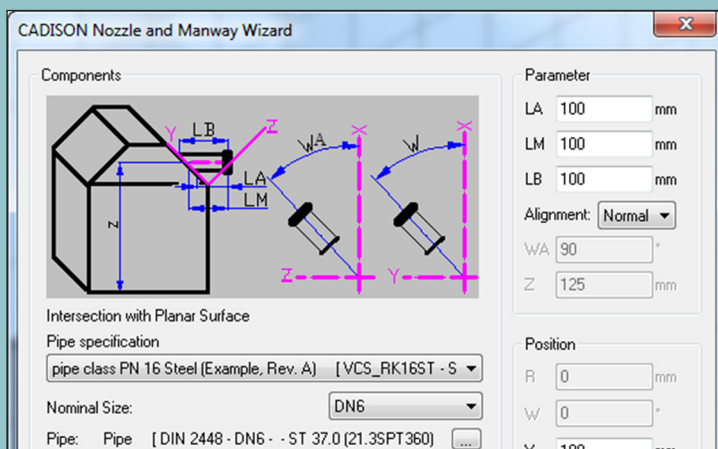 CADISON Nozzle and Manway Wizard
Components
Y
LB
Z
LA
LM
Z
WA
X
Z
W
X
Y
Intersection with Planar Surface
Pipe specification
pipe class PN 16 Steel (Example, Rev. A) [ VCS_RK16ST - S
Nominal Size: DN6
Pipe: Pipe [ DIN 2448 - DN6 - - ST 37.0 (21.3SPT360) ...
Parameter
LA 100 mm
LM 100 mm
LB 100 mm
Alignment: Normal
WA 90 °
Z 125 mm
Position
R 0 mm
W 0 °